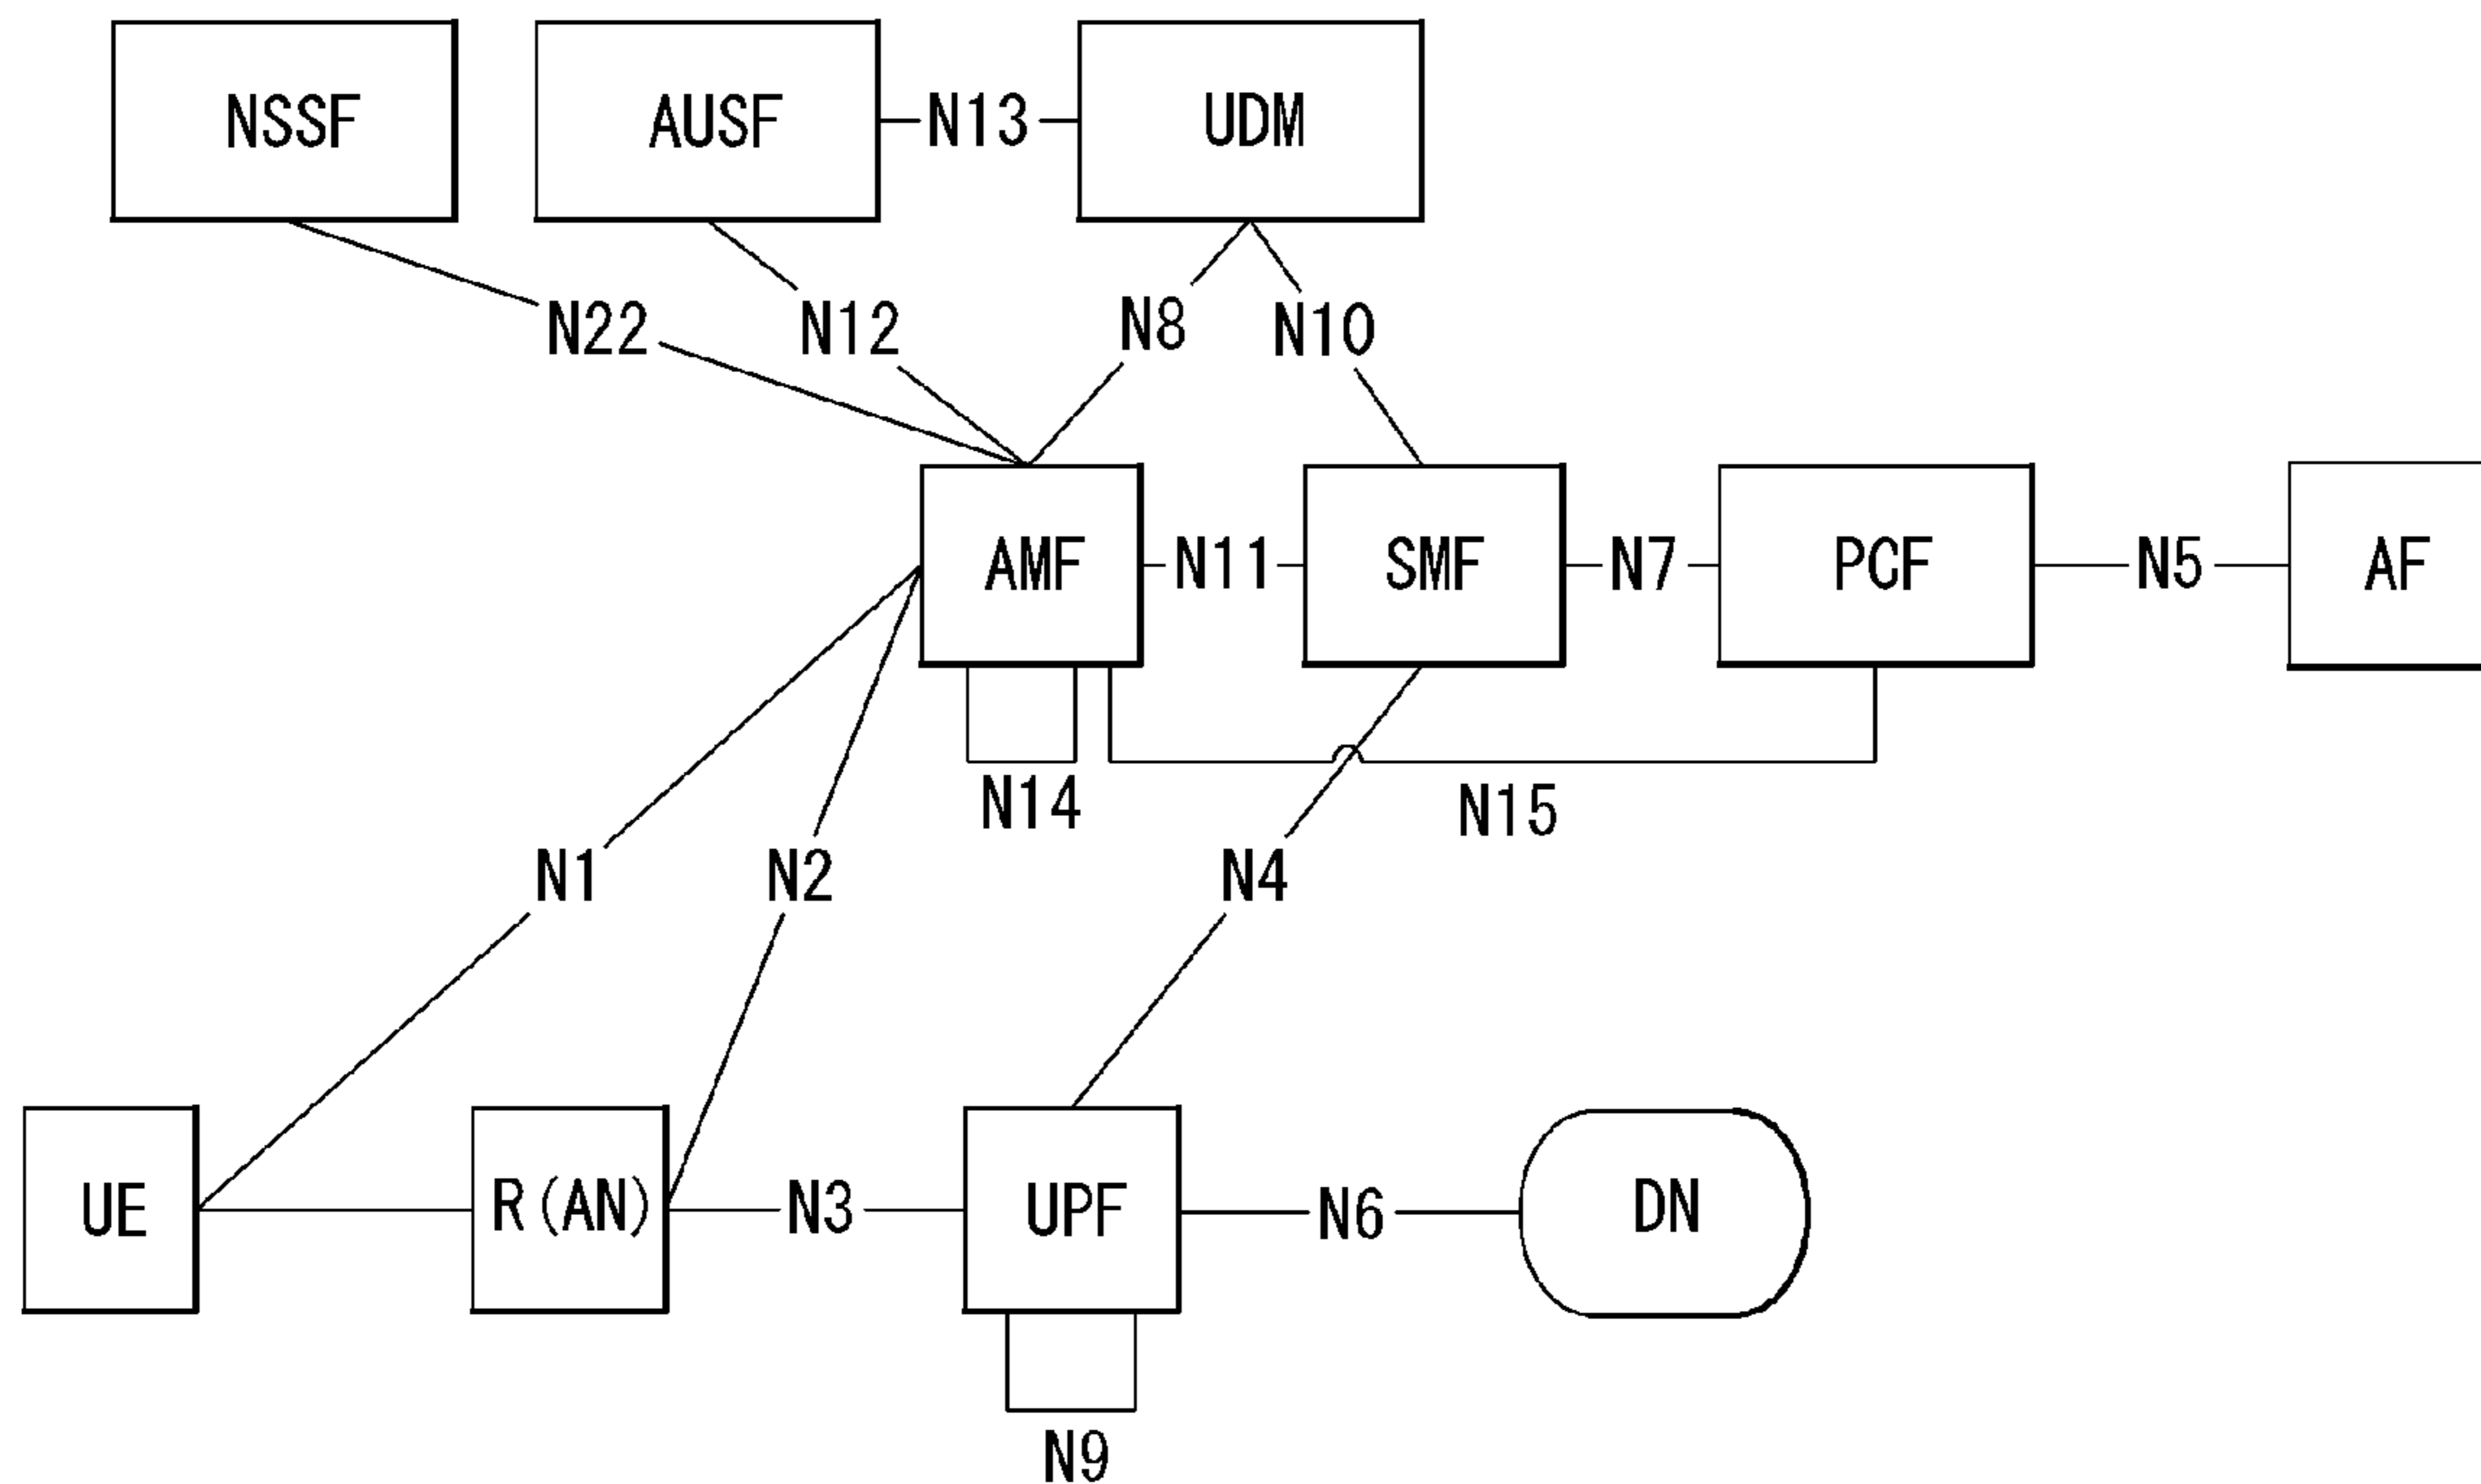 NSSF
AUSF
N13
UDM
N22
N12
N8
N10
AMF
N11
SMF
N7
PCF
N5
AF
N14
N15
N1
N2
N4
UE
R(AN)
N3
UPF
N6
DN
N9